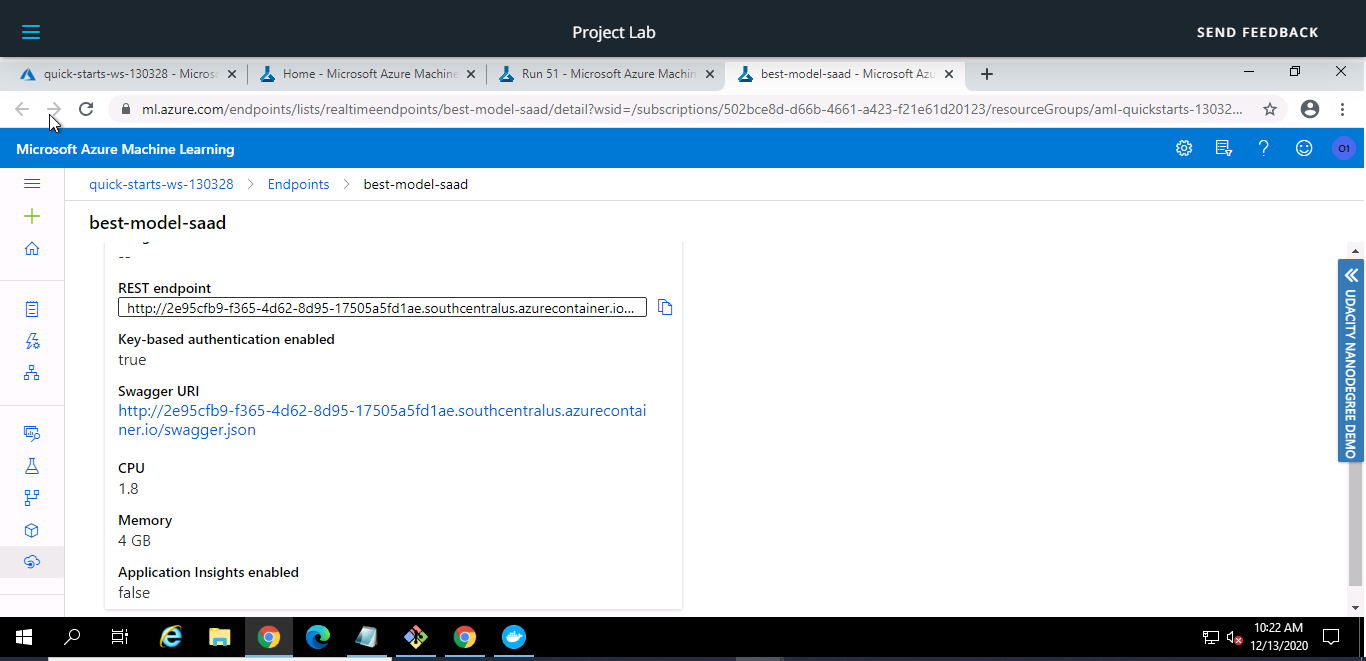 Project Lab
SEND FEEDBACK
quick-starts-ws-130328 - Micros
Home - Microsoft Azure Machine
Run 51 - Microsoft Azure Machin
best-model-saad - Microsoft Az
ml.azure.com/endpoints/lists/realtimeendpoints/best-model-saad/detail?wsid=/subscriptions/502bce8d-d66b-4661-a423-f21e61d20123/resourceGroups/aml-quickstarts-13032...
Microsoft Azure Machine Learning
01
quick-starts-ws-130328 > Endpoints > best-model-saad
best-model-saad
--
REST endpoint
http://2e95cfb9-f365-4d62-8d95-17505a5fd1ae.southcentralus.azurecontainer.io...
Key-based authentication enabled
true
Swagger URI
http://2e95cfb9-f365-4d62-8d95-17505a5fd1ae.southcentralus.azurecontai
ner.io/swagger.json
CPU
1.8
Memory
4 GB
Application Insights enabled
false
UDACITY NANODEGREE DEMO
10:22 AM
12/13/2020